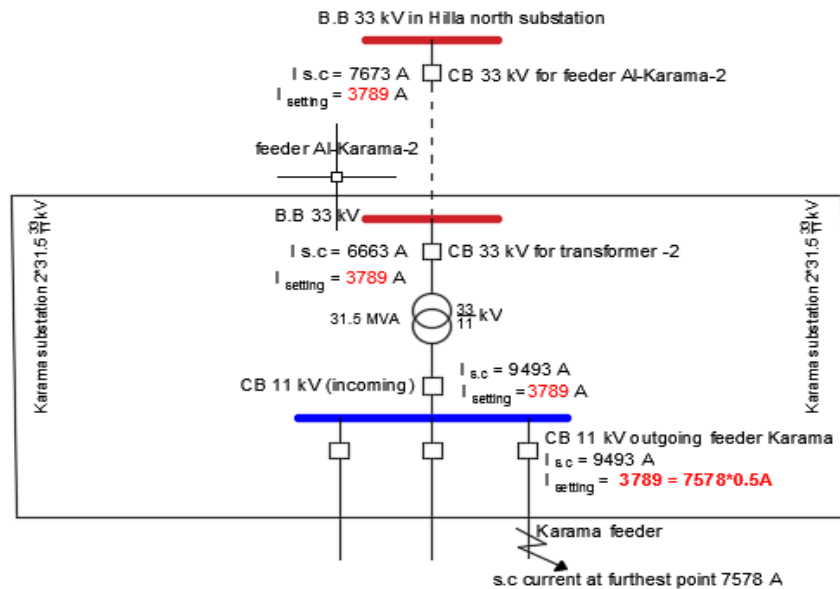 B.B 33 kV in Hilla north substation
I s.c = 7673 A
CB 33 kV for feeder Al-Karama-2
I setting = 3789 A
feeder Al-Karama-2
Karama substation 2*31.5 33/11 kV
B.B 33 kV
Karama substation 2*31.5 33/11 kV
I s.c = 6663 A
CB 33 kV for transformer -2
I setting = 3789 A
31.5 MVA
33/11 kV
I s.c = 9493 A
CB 11 kV (incoming)
I setting = 3789 A
CB 11 kV outgoing feeder Karama
I s.c = 9493 A
I setting = 3789 = 7578*0.5A
Karama feeder
s.c current at furthest point 7578 A